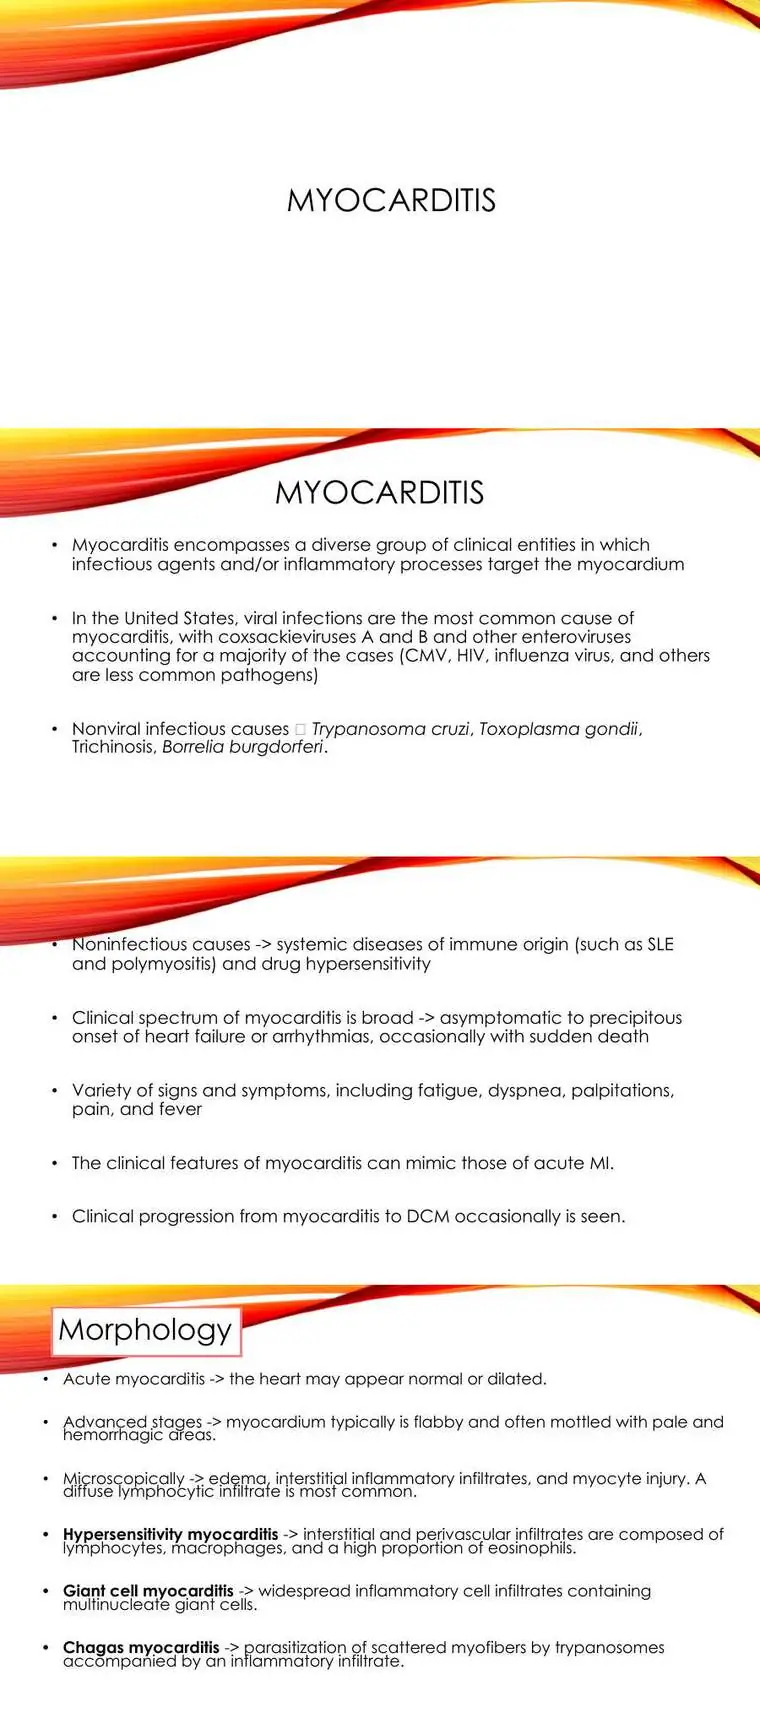 MYOCARDITIS
MYOCARDITIS
• Myocarditis encompasses a diverse group of clinical entities in which
infectious agents and/or inflammatory processes target the myocardium
• In the United States, viral infections are the most common cause of
myocarditis, with coxsackieviruses A and B and other enteroviruses
accounting for a majority of the cases (CMV, HIV, influenza virus, and others
are less common pathogens)
• Nonviral infectious causes □ Trypanosoma cruzi, Toxoplasma gondii,
Trichinosis, Borrelia burgdorferi.
• Noninfectious causes -> systemic diseases of immune origin (such as SLE
and polymyositis) and drug hypersensitivity
• Clinical spectrum of myocarditis is broad -> asymptomatic to precipitous
onset of heart failure or arrhythmias, occasionally with sudden death
• Variety of signs and symptoms, including fatigue, dyspnea, palpitations,
pain, and fever
• The clinical features of myocarditis can mimic those of acute MI.
• Clinical progression from myocarditis to DCM occasionally is seen.
Morphology
• Acute myocarditis -> the heart may appear normal or dilated.
• Advanced stages -> myocardium typically is flabby and often mottled with pale and
hemorrhagic areas.
• Microscopically -> edema, interstitial inflammatory infiltrates, and myocyte injury. A
diffuse lymphocytic infiltrate is most common.
• Hypersensitivity myocarditis -> interstitial and perivascular infiltrates are composed of
lymphocytes, macrophages, and a high proportion of eosinophils.
• Giant cell myocarditis -> widespread inflammatory cell infiltrates containing
multinucleate giant cells.
• Chagas myocarditis -> parasitization of scattered myofibers by trypanosomes
accompanied by an inflammatory infiltrate.